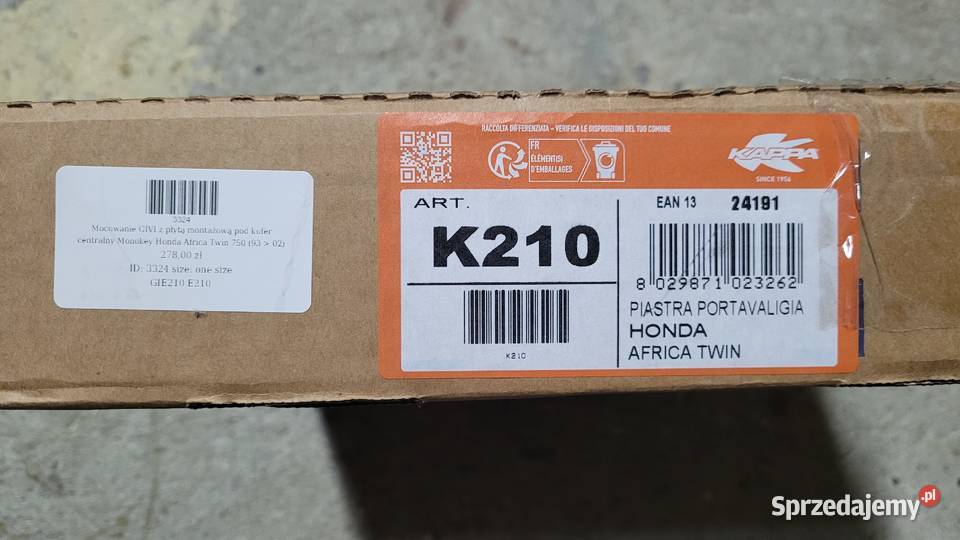 3324
Mocowanie GIVI z płytą montażową pod kufer
centralny Monokey Honda Africa Twin 750 (93 > 02)
278,00 zł
ID: 3324 size: one size
GIE210 E210
RACCOLTA DIFFERENZIATA - VERIFICA LE DISPOSIZIONI DEL TUO COMUNE
FR
ÉLÉMENT(S)
D'EMBALLAGES
KAPPA
SINCE 1956
ART.
K210
K210
EAN 13 24191
8 029871 023262
PIASTRA PORTAVALIGIA
HONDA
AFRICA TWIN
Sprzedajemy.pl